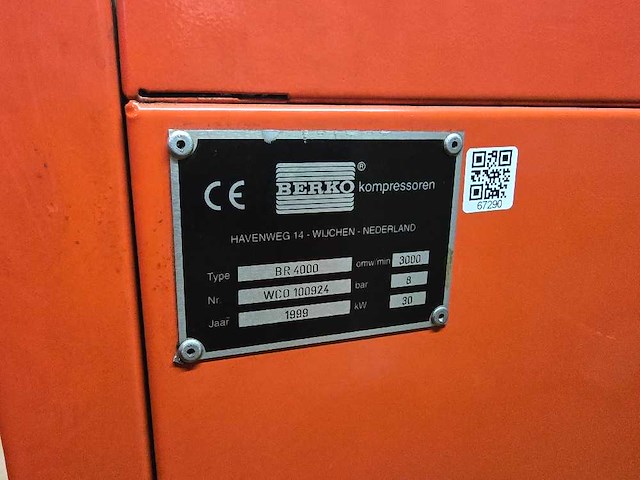 CE
BERKO® kompressoren
HAVENWEG 14 - WIJCHEN - NEDERLAND
Type BR 4000 omw/min 3000
Nr. WCO 100924 bar 8
Jaar 1999 kW 30
67290